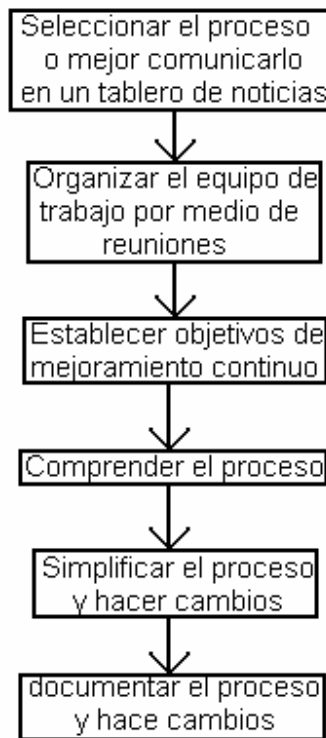 Seleccionar el proceso
o mejor comunicarlo
en un tablero de noticias
Organizar el equipo de
trabajo por medio de
reuniones
Establecer objetivos de
mejoramiento continuo
Comprender el proceso
Simplificar el proceso
y hacer cambios
documentar el proceso
y hace cambios